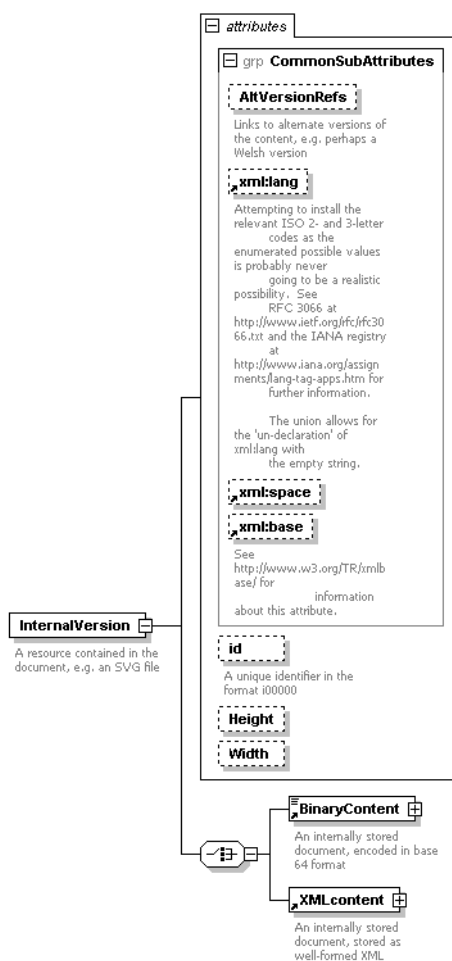 attributes
grp CommonSubAttributes
AltVersionRefs
Links to alternate versions of
the content, e.g. perhaps a
Welsh version
xml:lang
Attempting to install the
relevant ISO 2- and 3-letter
codes as the
enumerated possible values
is probably never
going to be a realistic
possibility. See
RFC 3066 at
http://www.ietf.org/rfc/rfc30
66.txt and the IANA registry
at
http://www.iana.org/assign
ments/lang-tag-apps.htm for
further information.
The union allows for
the 'un-declaration' of
xml:lang with
the empty string.
xml:space
xml:base
See
http://www.w3.org/TR/xmlb
ase/ for
information
about this attribute.
InternalVersion
A resource contained in the
document, e.g. an SVG file
id
A unique identifier in the
format i00000
Height
Width
BinaryContent
An internally stored
document, encoded in base
64 format
XMLcontent
An internally stored
document, stored as
well-formed XML